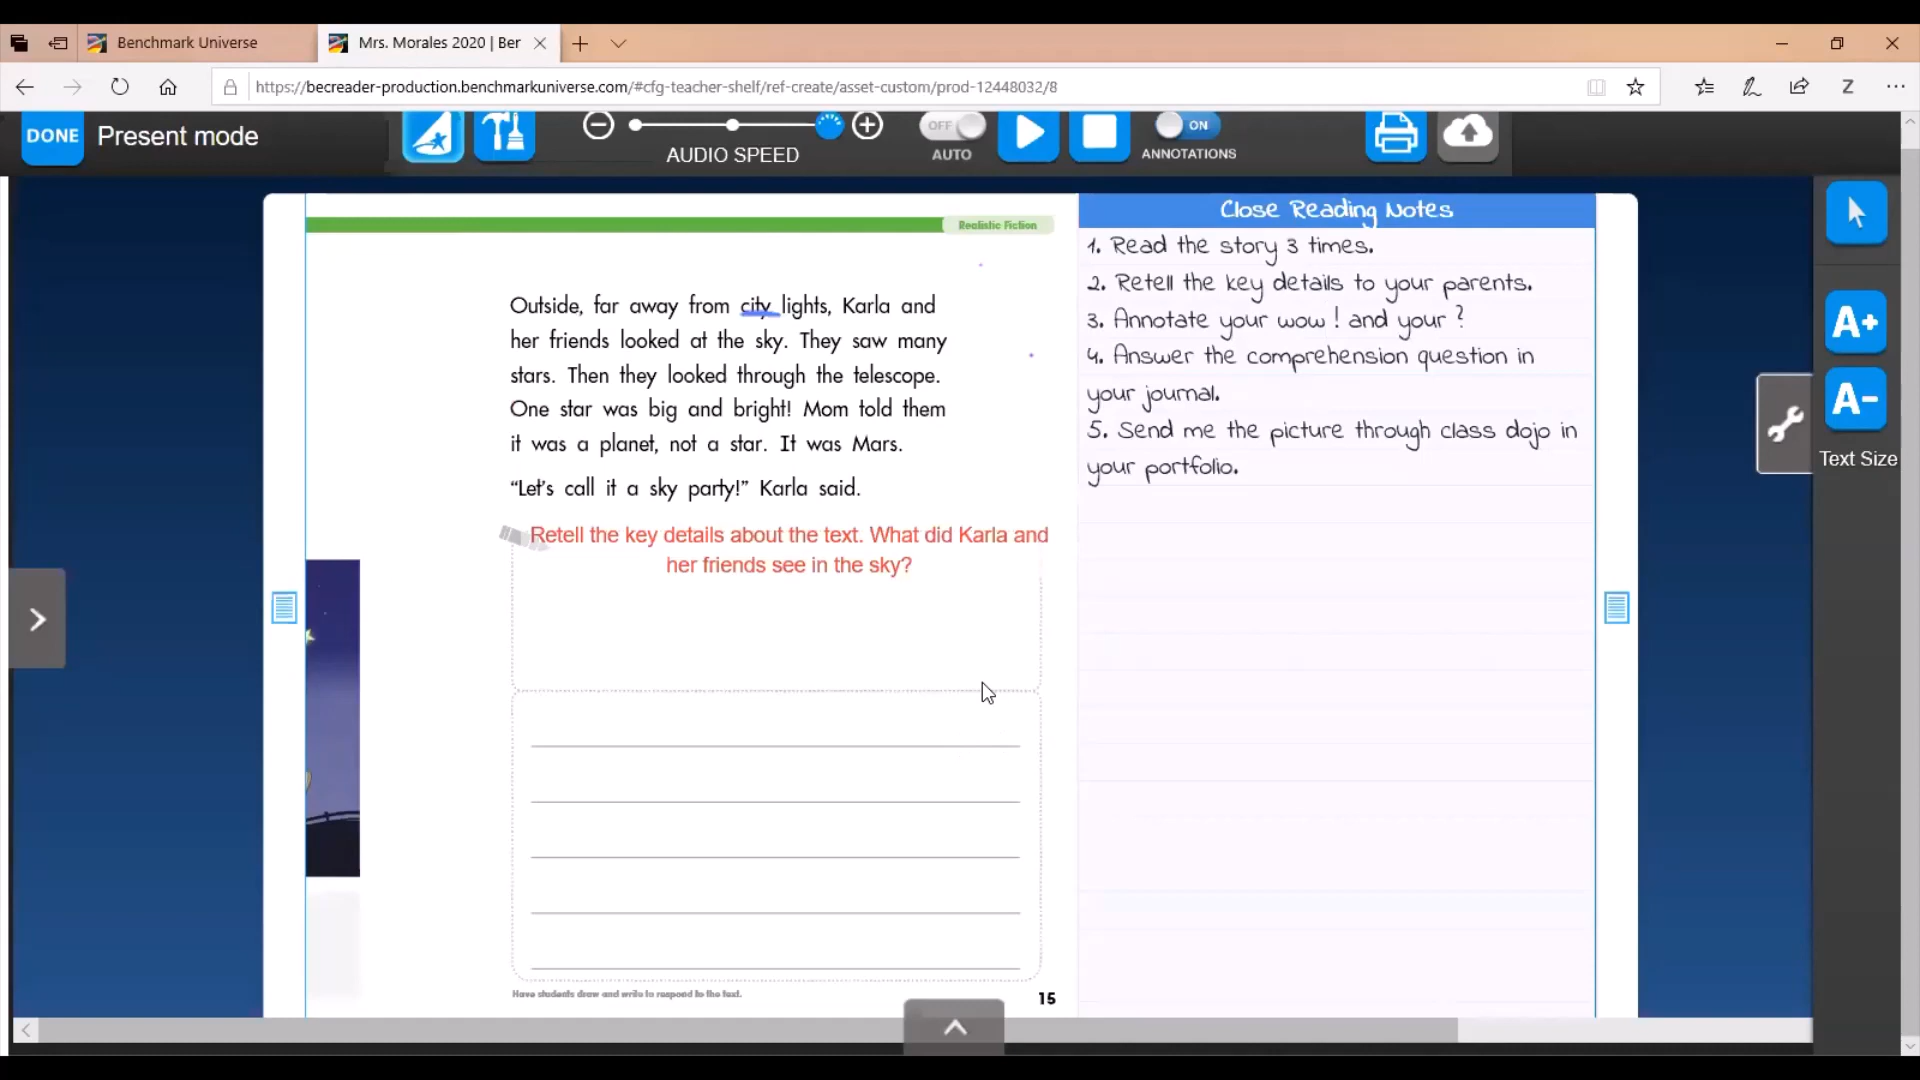 Benchmark Universe
Mrs. Morales 2020 | Ber
https://becreader-production.benchmarkuniverse.com/#cfg-teacher-shelf/ref-create/asset-custom/prod-12448032/8
Z
DONE
Present mode
AUDIO SPEED
OFF
AUTO
ON
ANNOTATIONS
Realistic Fiction
Outside, far away from city lights, Karla and
her friends looked at the sky. They saw many
stars. Then they looked through the telescope.
One star was big and bright! Mom told them
it was a planet, not a star. It was Mars.
“Let’s call it a sky party!” Karla said.
Retell the key details about the text. What did Karla and
her friends see in the sky?
Have students draw and write to respond to the text.
15
Close Reading Notes
1. Read the story 3 times.
2. Retell the key details to your parents.
3. Annotate your wow ! and your ?
4. Answer the comprehension question in
your journal.
5. Send me the picture through class dojo in
your portfolio.
A+
A-
Text Size